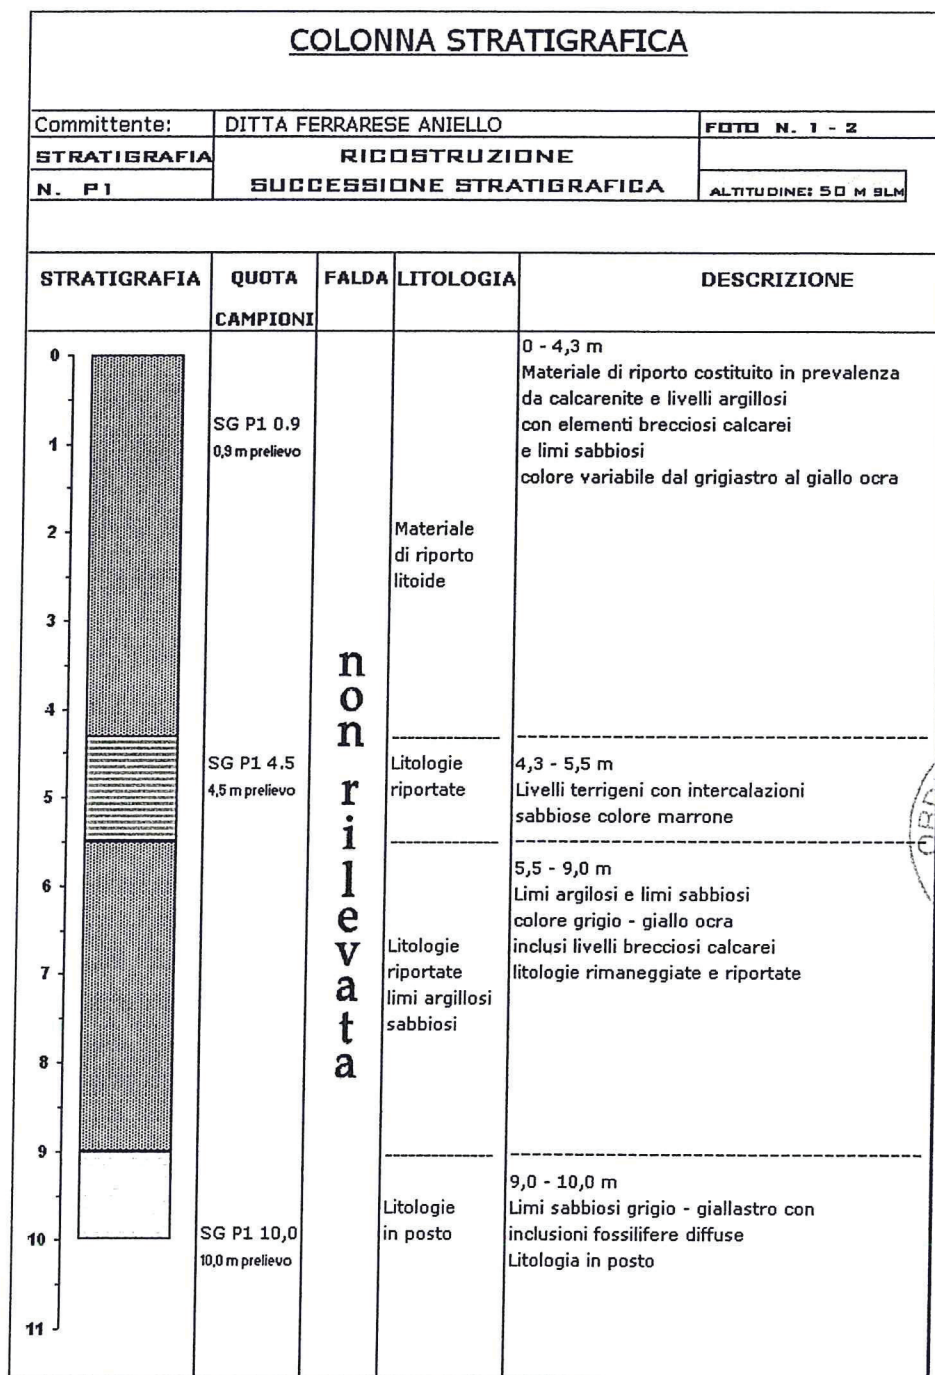 COLONNA STRATIGRAFICA
Committente: DITTA FERRARESE ANIELLO FOTO N. 1 - 2
STRATIGRAFIA RICOSTRUZIONE
N. P1 SUCCESSIONE STRATIGRAFICA ALTITUDINE: 50 M SLM
STRATIGRAFIA QUOTA FALDA LITOLOGIA DESCRIZIONE
CAMPIONI
0
1
2
3
4
5
6
7
8
9
10
11
SG P1 0.9
0,9 m prelievo
SG P1 4.5
4,5 m prelievo
SG P1 10,0
10,0 m prelievo
non rilevata
Materiale
di riporto
litoide
Litologie
riportate
Litologie
riportate
limi argillosi
sabbiosi
Litologie
in posto
0 - 4,3 m
Materiale di riporto costituito in prevalenza
da calcarenite e livelli argillosi
con elementi brecciosi calcarei
e limi sabbiosi
colore variabile dal grigiastro al giallo ocra
4,3 - 5,5 m
Livelli terrigeni con intercalazioni
sabbiose colore marrone
5,5 - 9,0 m
Limi argilosi e limi sabbiosi
colore grigio - giallo ocra
inclusi livelli brecciosi calcarei
litologie rimaneggiate e riportate
9,0 - 10,0 m
Limi sabbiosi grigio - giallastro con
inclusioni fossilifere diffuse
Litologia in posto